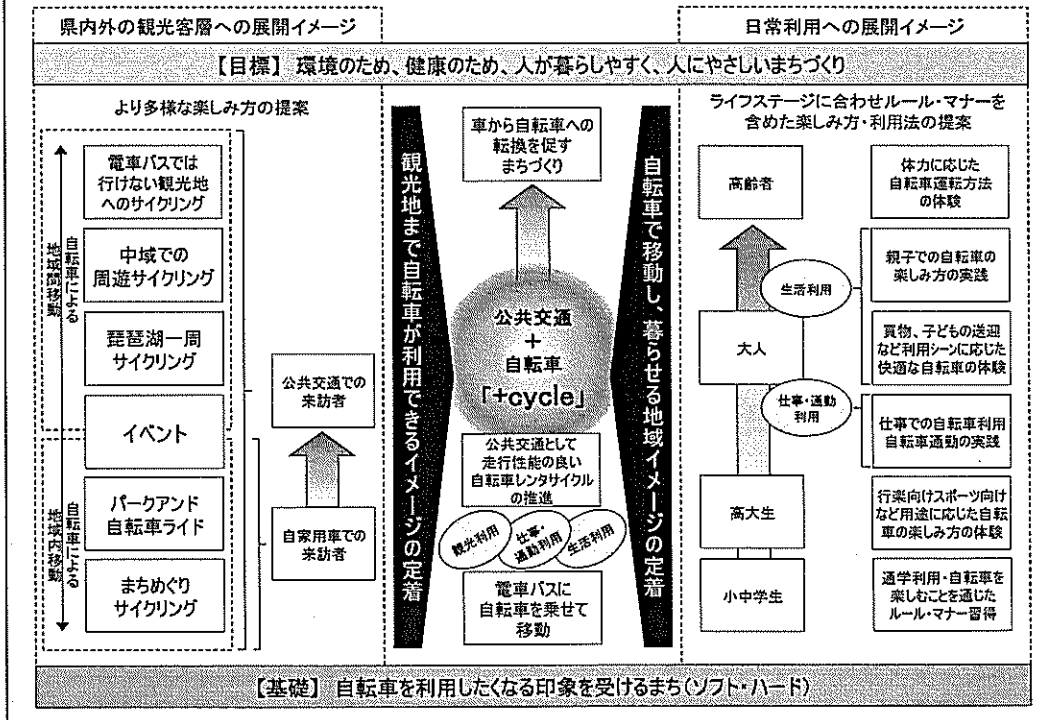 県内外の観光客層への展開イメージ
日常利用への展開イメージ
【目標】 環境のため、健康のため、人が暮らしやすく、人にやさしいまちづくり
より多様な楽しみ方の提案
自転車による
地域間移動
自転車による
地域内移動
電車バスでは
行けない観光地
へのサイクリング
中域での
周遊サイクリング
琵琶湖一周
サイクリング
イベント
パークアンド
自転車ライド
まちめぐり
サイクリング
公共交通での
来訪者
自家用車での
来訪者
観光地まで自転車が利用できるイメージの定着
車から自転車への
転換を促す
まちづくり
公共交通
+
自転車
「+cycle」
公共交通として
走行性能の良い
自転車レンタサイクル
の推進
観光利用
仕事・
通勤利用
生活利用
電車バスに
自転車を乗せて
移動
自転車で移動し、暮らせる地域イメージの定着
ライフステージに合わせルール・マナーを
含めた楽しみ方・利用法の提案
高齢者
大人
高大生
小中学生
生活利用
仕事・通勤
利用
体力に応じた
自転車運転方法
の体験
親子での自転車の
楽しみ方の実践
買物、子どもの送迎
など利用シーンに応じた
快適な自転車の体験
仕事での自転車利用
自転車通勤の実践
行楽向けスポーツ向け
など用途に応じた自転
車の楽しみ方の体験
通学利用・自転車を
楽しむことを通じた
ルール・マナー習得
【基礎】 自転車を利用したくなる印象を受けるまち(ソフト・ハード)